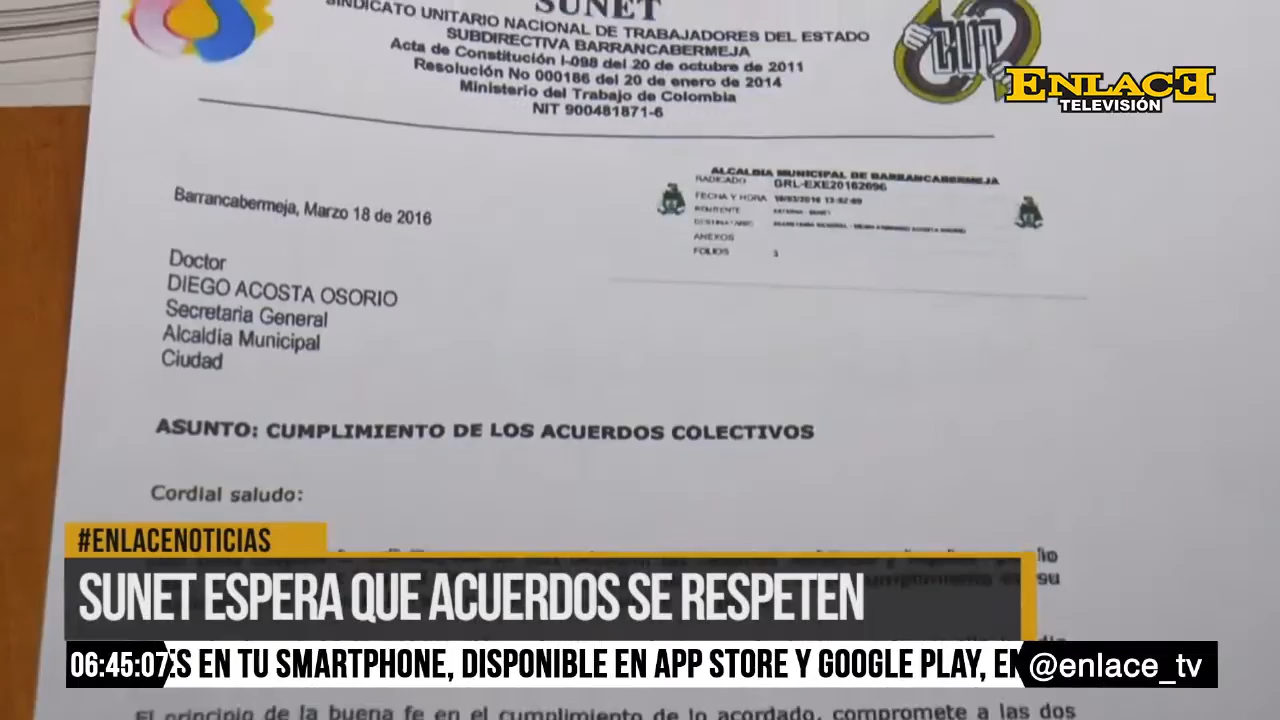 SUNET
SINDICATO UNITARIO NACIONAL DE TRABAJADORES DEL ESTADO
SUBDIRECTIVA BARRANCABERMEJA
Acta de Constitución I-098 del 20 de octubre de 2011
Resolución No 000186 del 20 de enero de 2014
Ministerio del Trabajo de Colombia
NIT 900481871-6
CUT
ENLACE
TELEVISIÓN
ALCALDIA MUNICIPAL DE BARRANCABERMEJA
RADICADO GRL-EXE20162696
FECHA Y HORA
REMITENTE
DESTINATARIO
ANEXOS
FOLIOS 3
Barrancabermeja, Marzo 18 de 2016
Doctor
DIEGO ACOSTA OSORIO
Secretaria General
Alcaldía Municipal
Ciudad
ASUNTO: CUMPLIMIENTO DE LOS ACUERDOS COLECTIVOS
Cordial saludo:
su
#ENLACENOTICIAS
SUNET ESPERA QUE ACUERDOS SE RESPETEN
06:45:07 ES EN TU SMARTPHONE, DISPONIBLE EN APP STORE Y GOOGLE PLAY, EN @enlace_tv
El principio de la buena fe en el cumplimiento de lo acordado, compromete a las dos